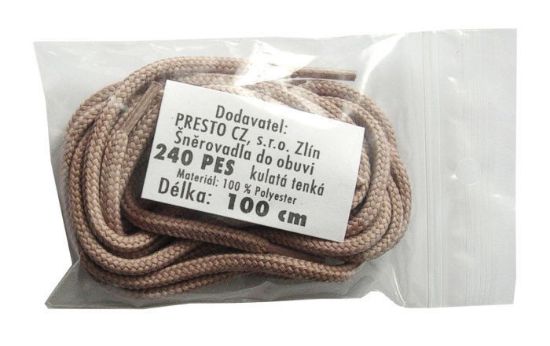 Dodavatel:
PRESTO CZ, s.r.o. Zlín
Šněrovadla do obuvi
240 PES kulatá tenká
Materiál: 100 % Polyester
Délka: 100 cm